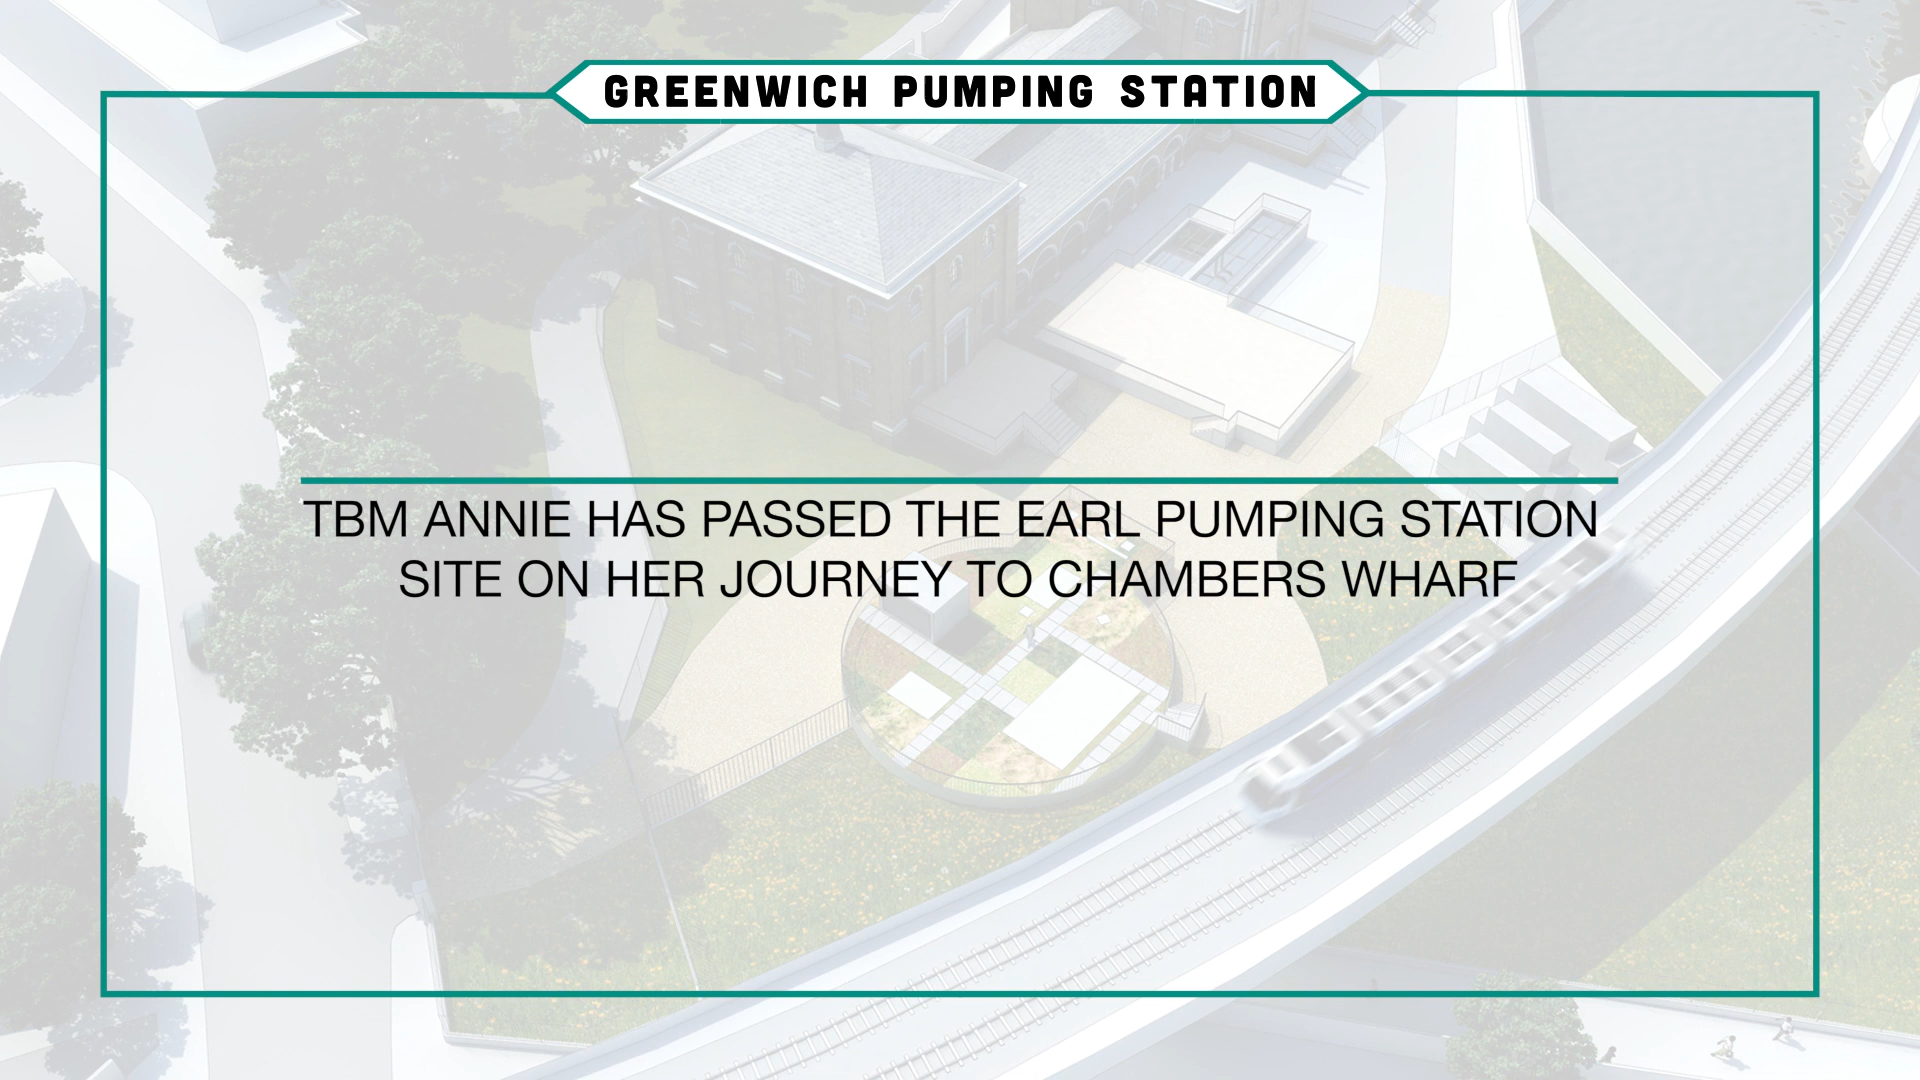 GREENWICH PUMPING STATION
TBM ANNIE HAS PASSED THE EARL PUMPING STATION
SITE ON HER JOURNEY TO CHAMBERS WHARF